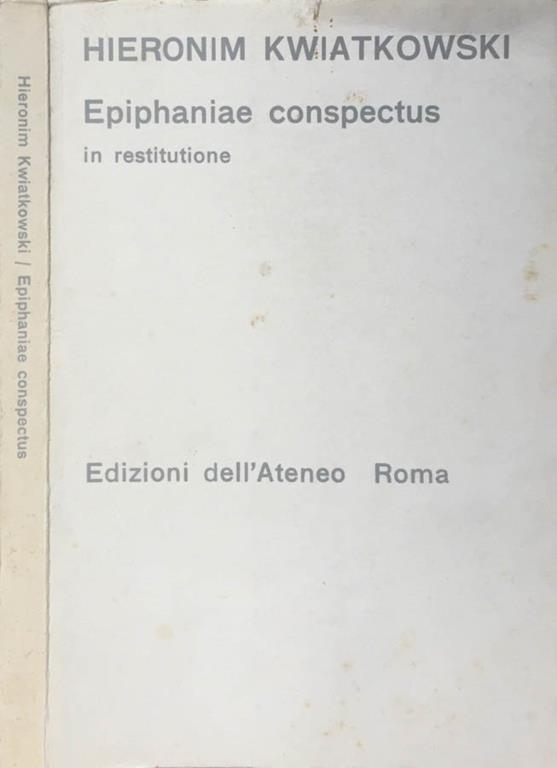 Hieronim Kwiatkowski / Epiphaniae conspectus
HIERONIM KWIATKOWSKI
Epiphaniae conspectus
in restitutione
Edizioni dell'Ateneo Roma